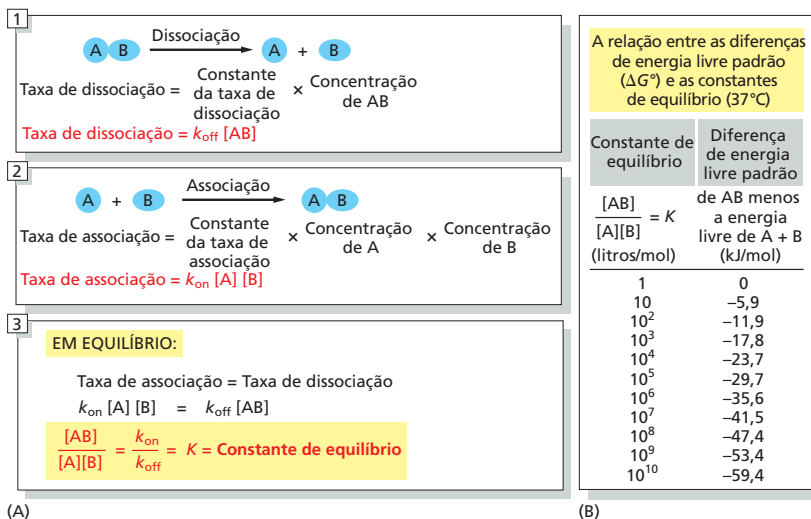 1
A B Dissociação A + B
Taxa de dissociação = Constante da taxa de dissociação × Concentração de AB
Taxa de dissociação = koff [AB]
2
A + B Associação A B
Taxa de associação = Constante da taxa de associação × Concentração de A × Concentração de B
Taxa de associação = kon [A] [B]
3
EM EQUILÍBRIO:
Taxa de associação = Taxa de dissociação
kon [A] [B] = koff [AB]
[AB] / [A][B] = kon / koff = K = Constante de equilíbrio
(A)
A relação entre as diferenças
de energia livre padrão
(ΔG°) e as constantes
de equilíbrio (37°C)
Constante de
equilíbrio
Diferença
de energia
livre padrão
[AB] / [A][B] = K
(litros/mol)
de AB menos
a energia
livre de A + B
(kJ/mol)
1 0
10 –5,9
10² –11,9
10³ –17,8
10⁴ –23,7
10⁵ –29,7
10⁶ –35,6
10⁷ –41,5
10⁸ –47,4
10⁹ –53,4
10¹⁰ –59,4
(B)